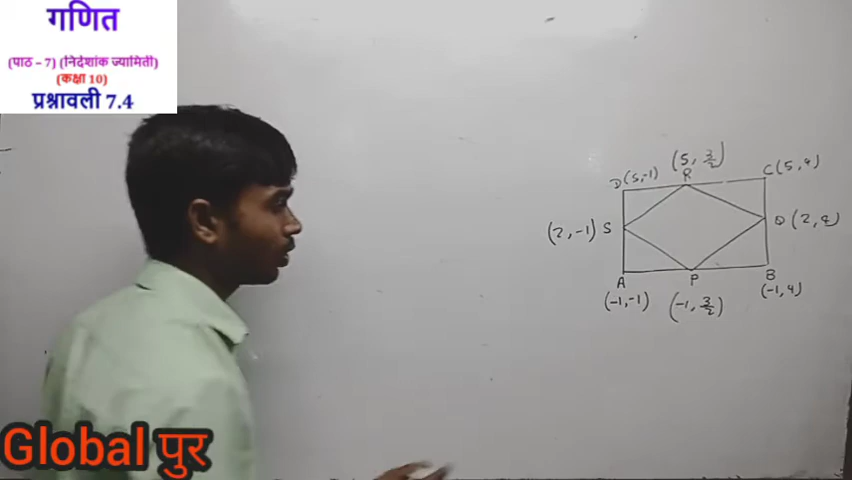 गणित
(पाठ - 7) (निर्देशांक ज्यामिती)
(कक्षा 10)
प्रश्नावली 7.4
(5, 3/2)
D(5,-1) R C(5,4)
(2,-1) S Q (2,4)
A P B
(-1,-1) (-1, 3/2) (-1,4)
Global पुर